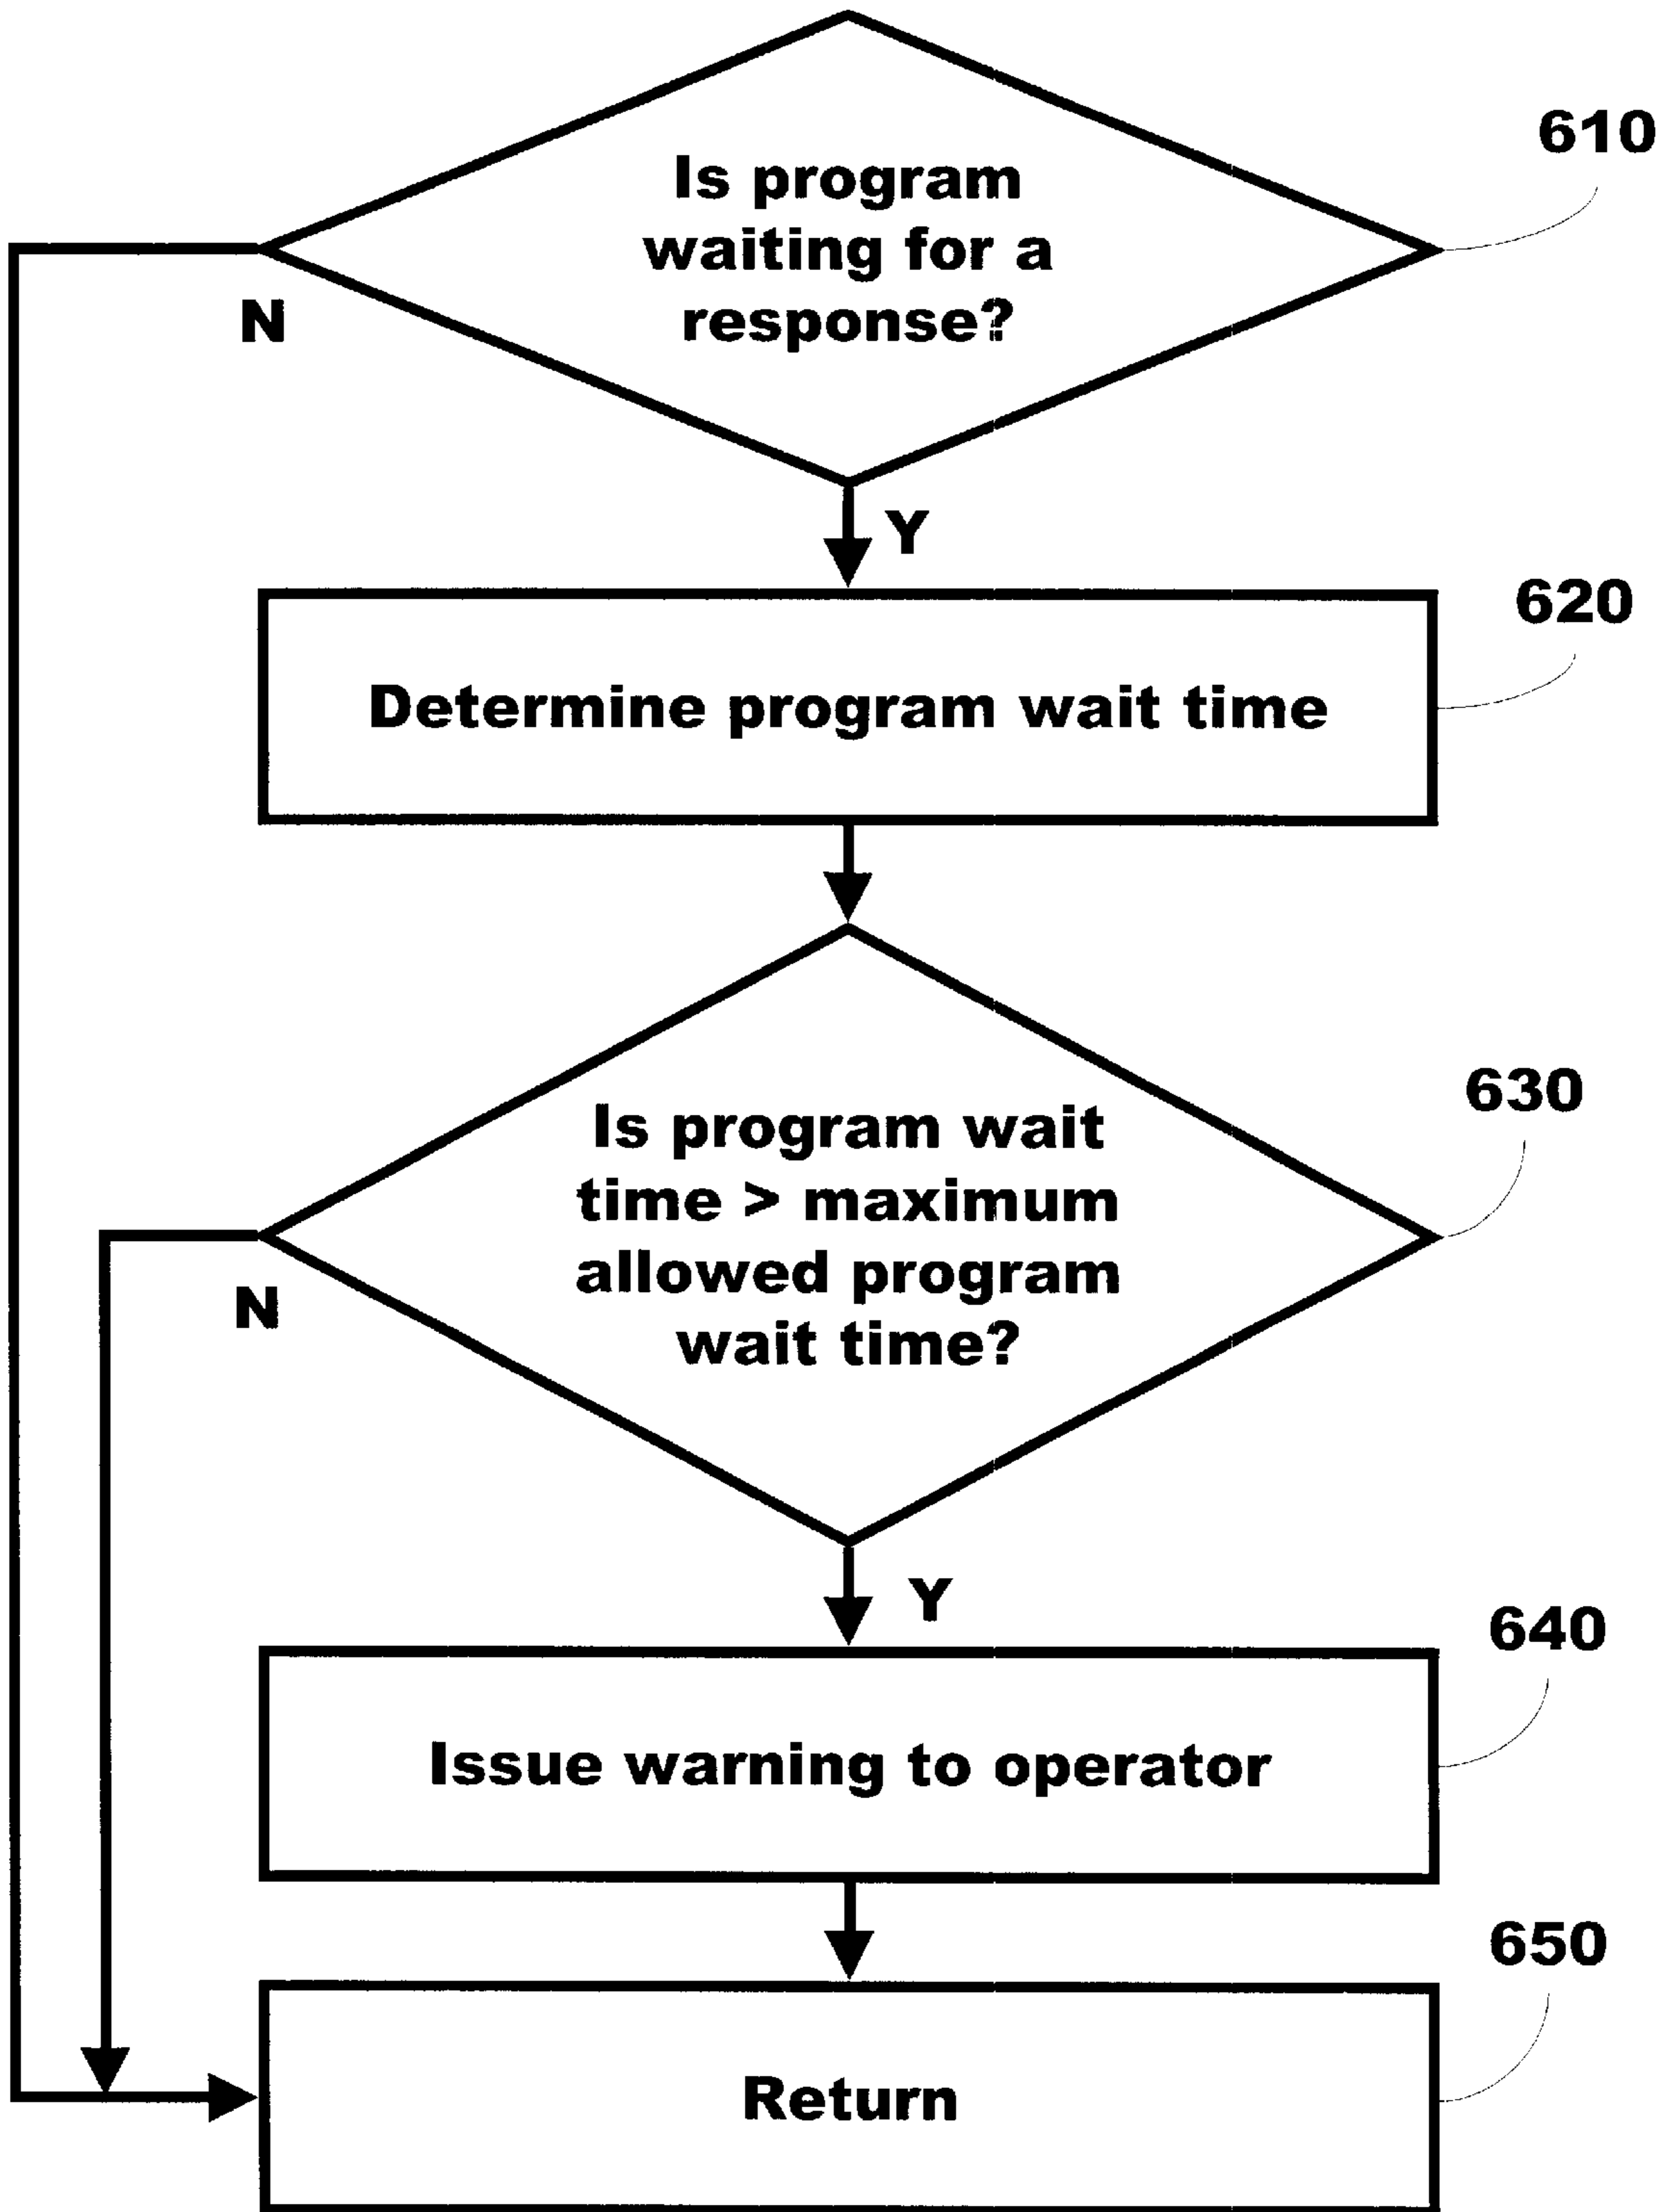 610
Is program
waiting for a
response?
N
Y
620
Determine program wait time
630
Is program wait
time > maximum
allowed program
wait time?
N
Y
640
Issue warning to operator
650
Return